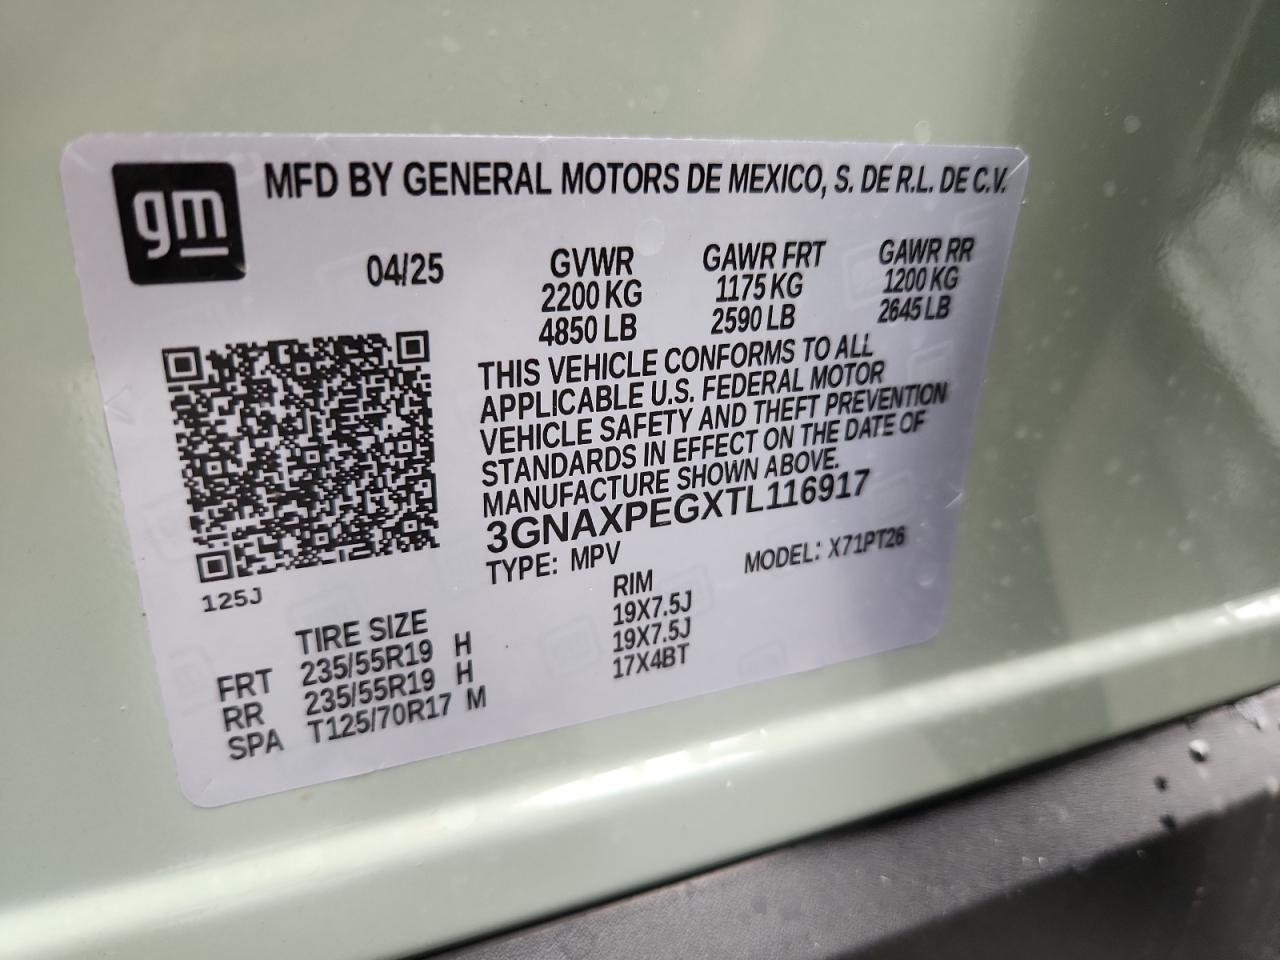 gm
MFD BY GENERAL MOTORS DE MEXICO, S. DE R.L. DE C.V.
04/25
GVWR
2200 KG
4850 LB
GAWR FRT
1175 KG
2590 LB
GAWR RR
1200 KG
2645 LB
THIS VEHICLE CONFORMS TO ALL
APPLICABLE U.S. FEDERAL MOTOR
VEHICLE SAFETY AND THEFT PREVENTION
STANDARDS IN EFFECT ON THE DATE OF
MANUFACTURE SHOWN ABOVE.
3GNAXPEGXTL116917
TYPE: MPV MODEL: X71PT26
125J
TIRE SIZE RIM
FRT 235/55R19 H 19X7.5J
RR 235/55R19 H 19X7.5J
SPA T125/70R17 M 17X4BT